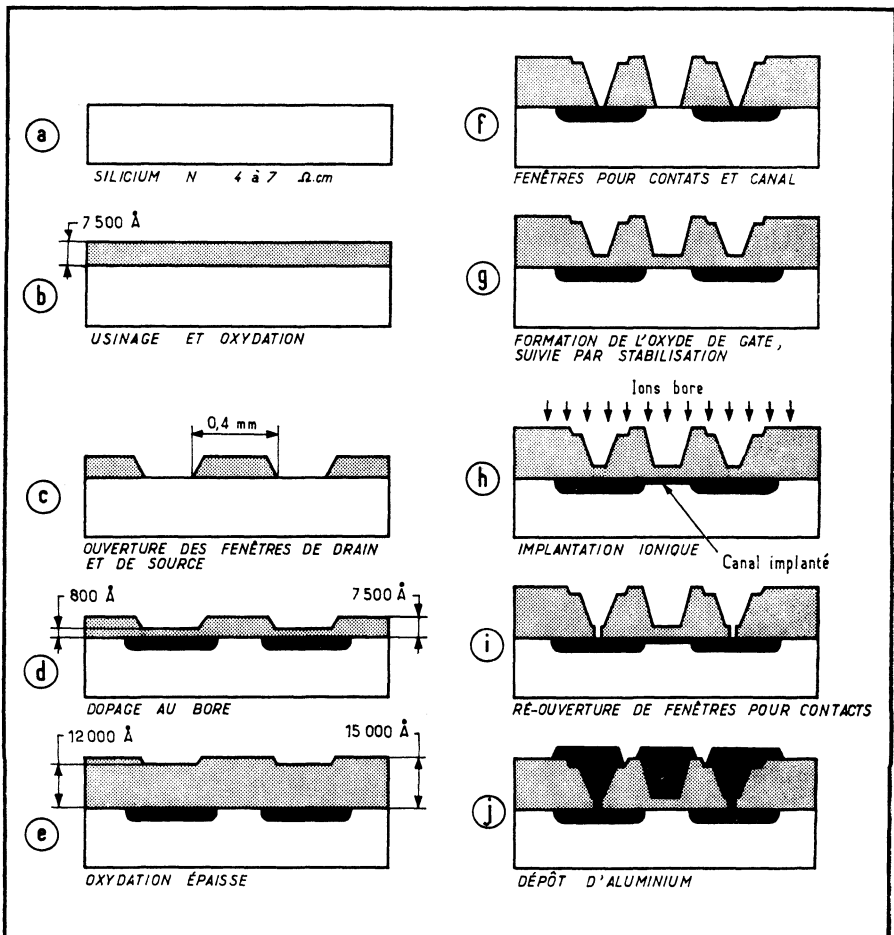 a
SILICIUM N 4 à 7 Ω.cm
7 500 Å
b
USINAGE ET OXYDATION
0,4 mm
c
OUVERTURE DES FENÊTRES DE DRAIN
ET DE SOURCE
800 Å
7 500 Å
d
DOPAGE AU BORE
12 000 Å
15 000 Å
e
OXYDATION ÉPAISSE
f
FENÊTRES POUR CONTATS ET CANAL
g
FORMATION DE L'OXYDE DE GATE,
SUIVIE PAR STABILISATION
Ions bore
h
IMPLANTATION IONIQUE
Canal implanté
i
RÉ-OUVERTURE DE FENÊTRES POUR CONTACTS
j
DÉPÔT D'ALUMINIUM